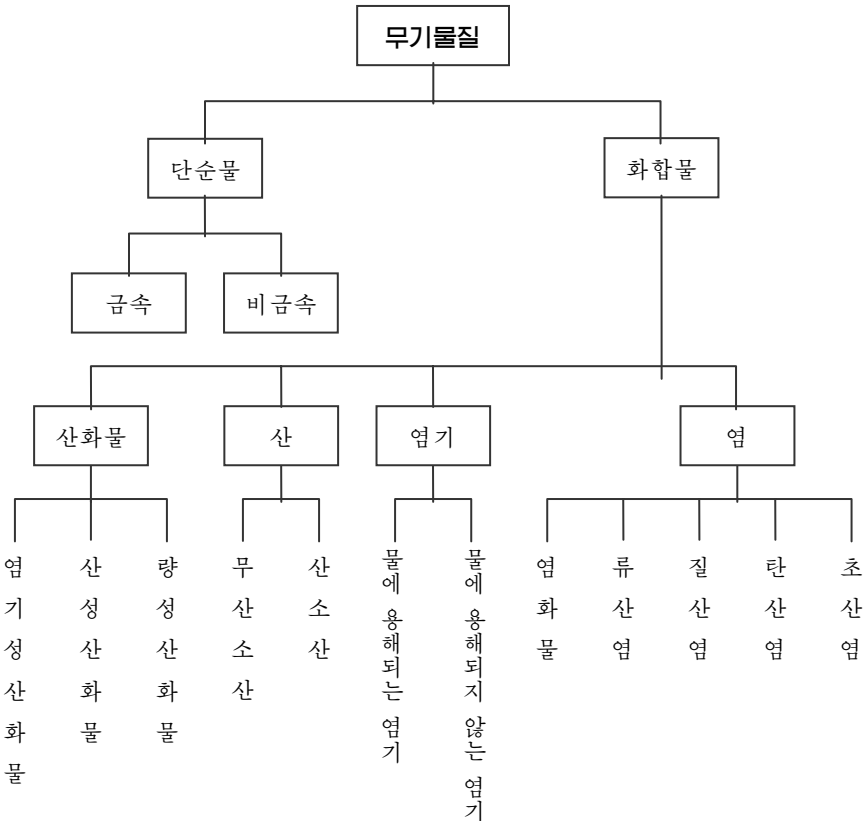 무기물질
단순물
화합물
금속
비금속
산화물
산
염기
염
염기성산화물
산성산화물
량성산화물
무산소산
산소산
물에 용해되는 염기
물에 용해되지 않는 염기
염화물
류산염
질산염
탄산염
초산염